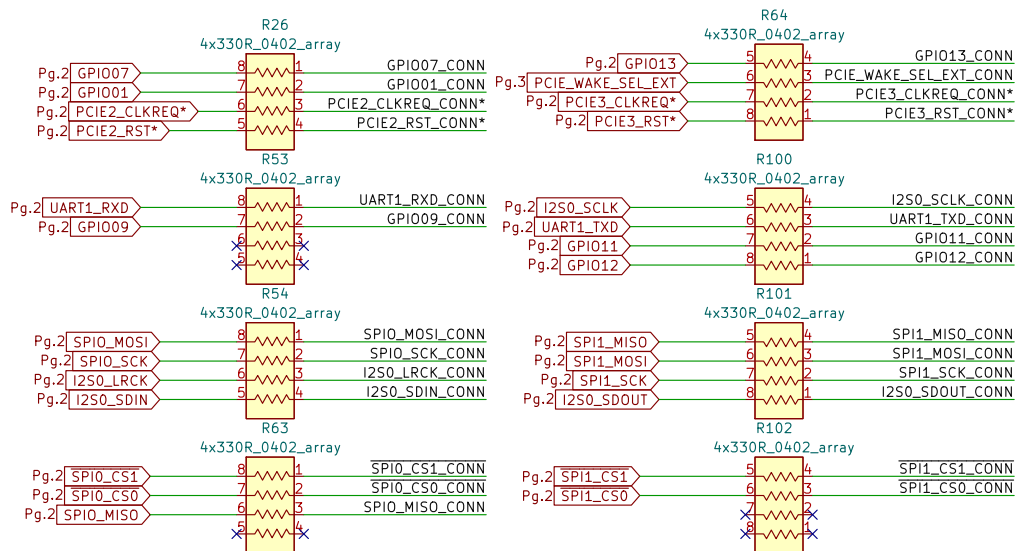 R26
4x330R_0402_array
Pg.2 GPIO07 8 1 GPIO07_CONN
Pg.2 GPIO01 7 2 GPIO01_CONN
Pg.2 PCIE2_CLKREQ* 6 3 PCIE2_CLKREQ_CONN*
Pg.2 PCIE2_RST* 5 4 PCIE2_RST_CONN*
R53
4x330R_0402_array
Pg.2 UART1_RXD 8 1 UART1_RXD_CONN
Pg.2 GPIO09 7 2 GPIO09_CONN
6 3
5 4
R54
4x330R_0402_array
Pg.2 SPI0_MOSI 8 1 SPI0_MOSI_CONN
Pg.2 SPI0_SCK 7 2 SPI0_SCK_CONN
Pg.2 I2S0_LRCK 6 3 I2S0_LRCK_CONN
Pg.2 I2S0_SDIN 5 4 I2S0_SDIN_CONN
R63
4x330R_0402_array
Pg.2 SPI0_CS1 8 1 SPI0_CS1_CONN
Pg.2 SPI0_CS0 7 2 SPI0_CS0_CONN
Pg.2 SPI0_MISO 6 3 SPI0_MISO_CONN
5 4
R64
4x330R_0402_array
Pg.2 GPIO13 5 4 GPIO13_CONN
Pg.3 PCIE_WAKE_SEL_EXT 6 3 PCIE_WAKE_SEL_EXT_CONN
Pg.2 PCIE3_CLKREQ* 7 2 PCIE3_CLKREQ_CONN*
Pg.2 PCIE3_RST* 8 1 PCIE3_RST_CONN*
R100
4x330R_0402_array
Pg.2 I2S0_SCLK 5 4 I2S0_SCLK_CONN
Pg.2 UART1_TXD 6 3 UART1_TXD_CONN
Pg.2 GPIO11 7 2 GPIO11_CONN
Pg.2 GPIO12 8 1 GPIO12_CONN
R101
4x330R_0402_array
Pg.2 SPI1_MISO 5 4 SPI1_MISO_CONN
Pg.2 SPI1_MOSI 6 3 SPI1_MOSI_CONN
Pg.2 SPI1_SCK 7 2 SPI1_SCK_CONN
Pg.2 I2S0_SDOUT 8 1 I2S0_SDOUT_CONN
R102
4x330R_0402_array
Pg.2 SPI1_CS1 5 4 SPI1_CS1_CONN
Pg.2 SPI1_CS0 6 3 SPI1_CS0_CONN
7 2
8 1